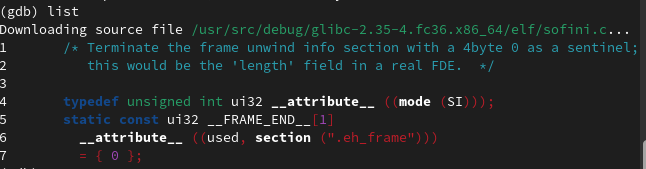 (gdb) list
Downloading source file /usr/src/debug/glibc-2.35-4.fc36.x86_64/elf/sofini.c...
1 /* Terminate the frame unwind info section with a 4byte 0 as a sentinel;
2 this would be the 'length' field in a real FDE. */
3
4 typedef unsigned int ui32 __attribute__ ((mode (SI)));
5 static const ui32 __FRAME_END__[1]
6 __attribute__ ((used, section (".eh_frame")))
7 = { 0 };